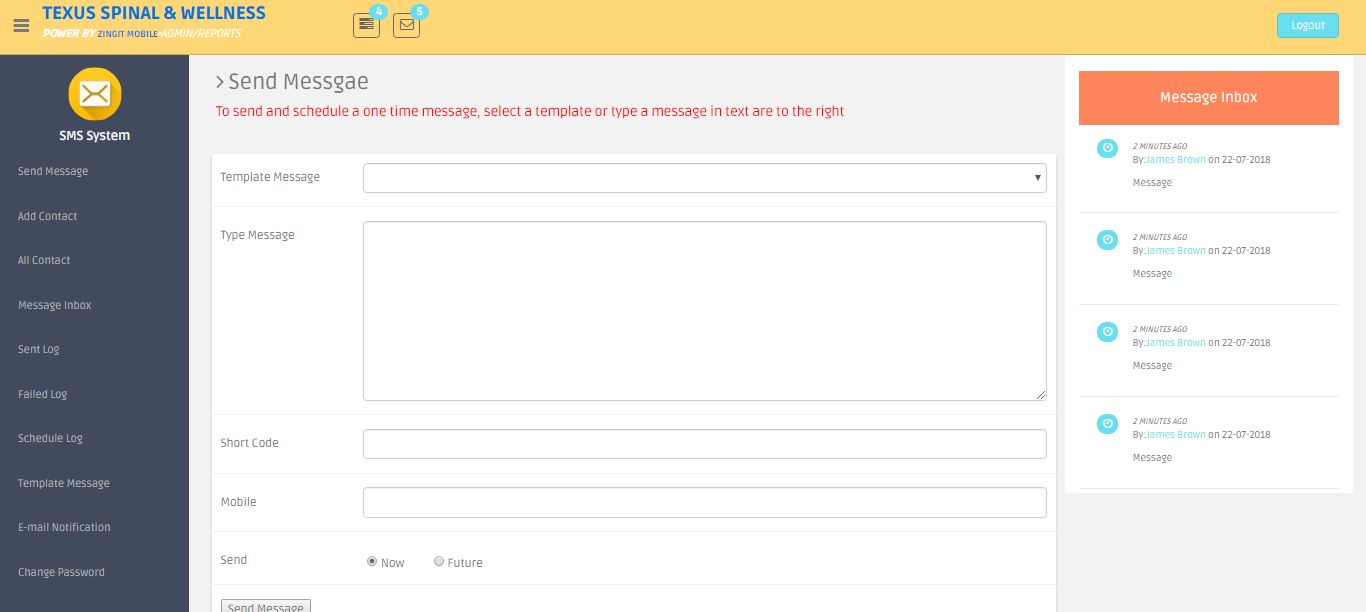 TEXUS SPINAL & WELLNESS
POWER BY ZINGIT MOBILE-ADMIN/REPORTS
4
5
Logout
SMS System
Send Message
Add Contact
All Contact
Message Inbox
Sent Log
Failed Log
Schedule Log
Template Message
E-mail Notification
Change Password
Send Messgae
To send and schedule a one time message, select a template or type a message in text are to the right
Template Message
Type Message
Short Code
Mobile
Send
Now
Future
Send Message
Message Inbox
2 MINUTES AGO
By:James Brown on 22-07-2018
Message
2 MINUTES AGO
By:James Brown on 22-07-2018
Message
2 MINUTES AGO
By:James Brown on 22-07-2018
Message
2 MINUTES AGO
By:James Brown on 22-07-2018
Message